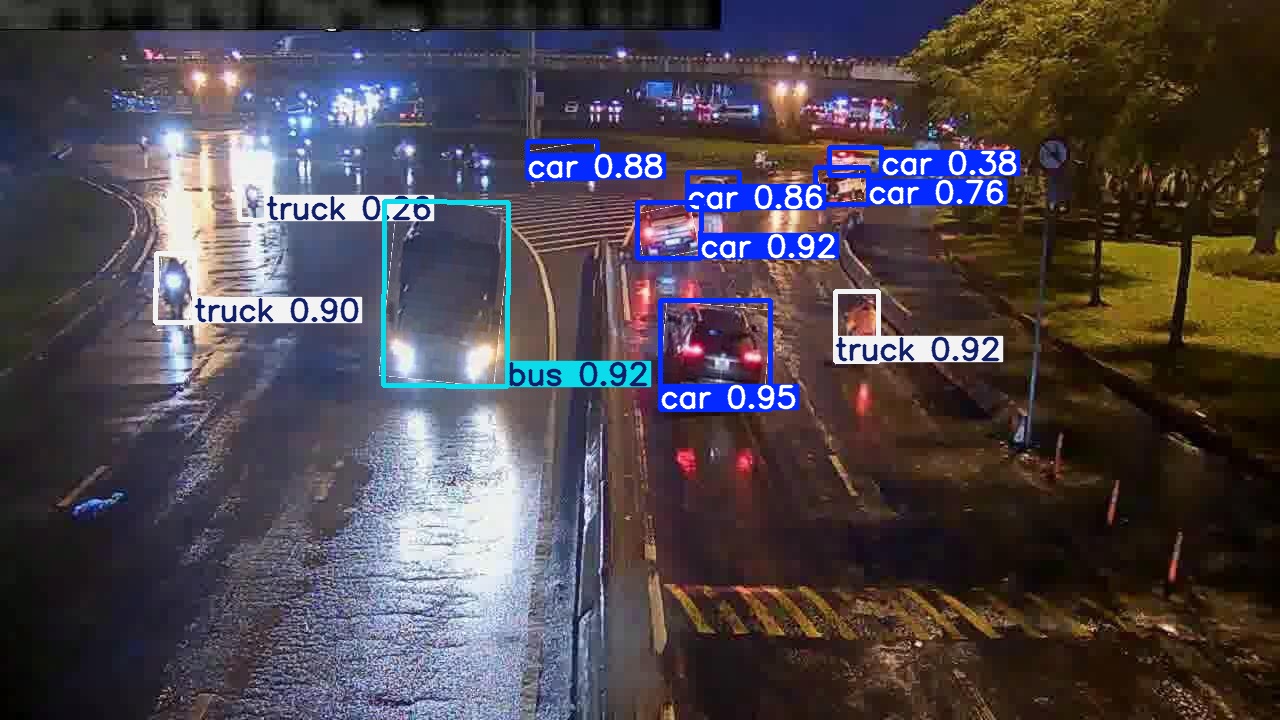 car 0.88
car 0.38
car 0.86
car 0.76
truck 0.26
car 0.92
truck 0.90
truck 0.92
bus 0.92
car 0.95